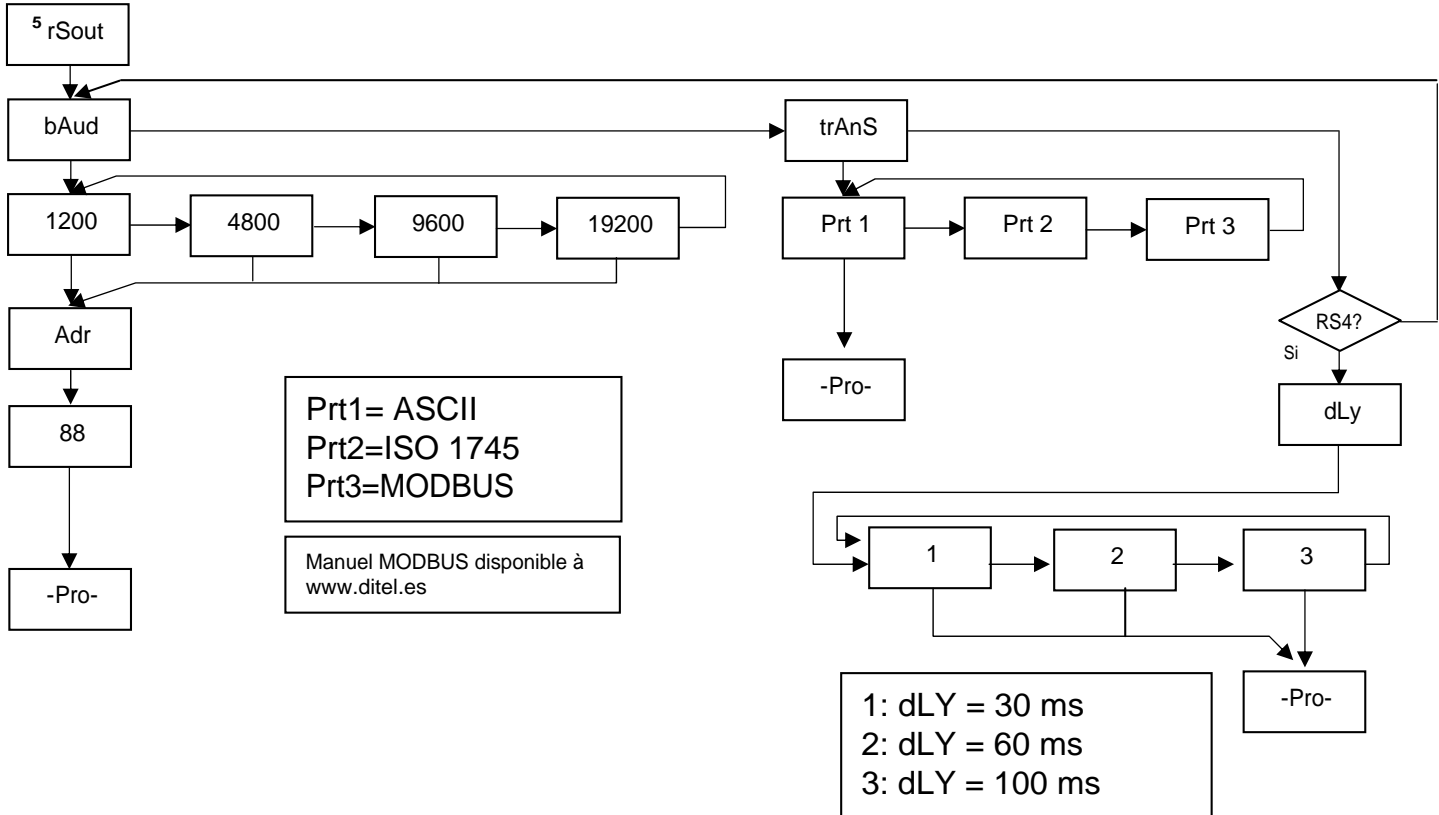 5 rSout
bAud
trAnS
1200
4800
9600
19200
Prt 1
Prt 2
Prt 3
Adr
RS4?
Si
-Pro-
dLy
88
Prt1= ASCII
Prt2=ISO 1745
Prt3=MODBUS
Manuel MODBUS disponible à
www.ditel.es
-Pro-
1
2
3
-Pro-
1: dLY = 30 ms
2: dLY = 60 ms
3: dLY = 100 ms